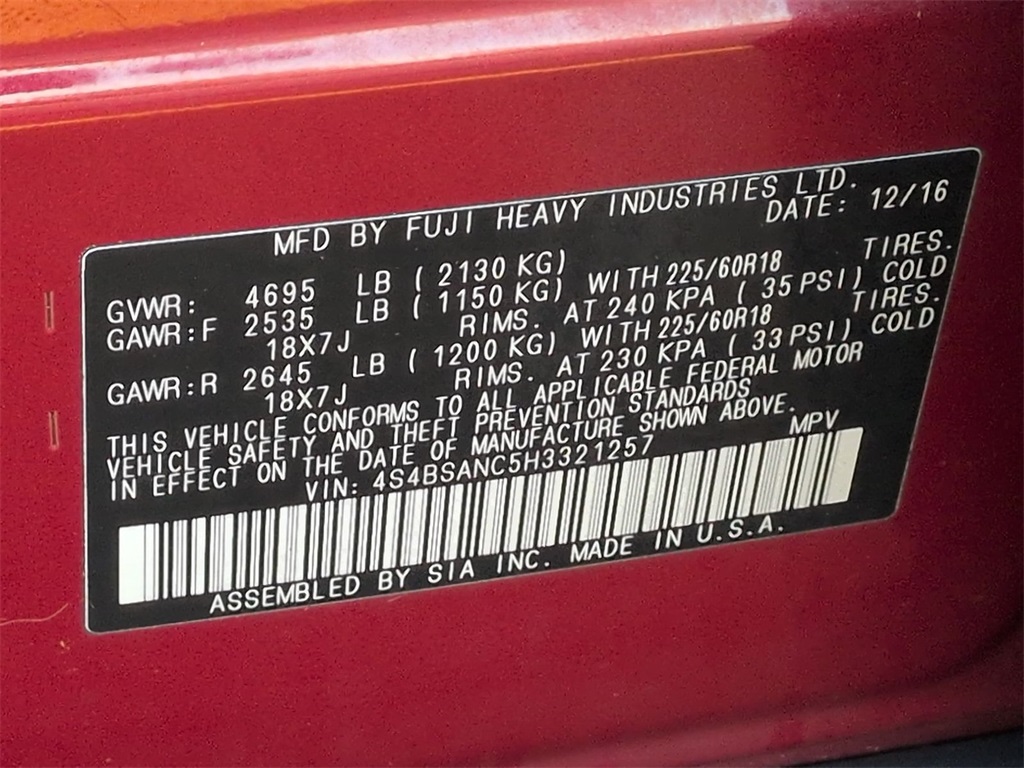 MFD BY FUJI HEAVY INDUSTRIES LTD.
DATE: 12/16
GVWR: 4695 LB ( 2130 KG)
GAWR:F 2535 LB ( 1150 KG) WITH 225/60R18 TIRES.
18X7J RIMS. AT 240 KPA ( 35 PSI) COLD
GAWR:R 2645 LB ( 1200 KG) WITH 225/60R18 TIRES.
18X7J RIMS. AT 230 KPA ( 33 PSI) COLD
THIS VEHICLE CONFORMS TO ALL APPLICABLE FEDERAL MOTOR
VEHICLE SAFETY AND THEFT PREVENTION STANDARDS
IN EFFECT ON THE DATE OF MANUFACTURE SHOWN ABOVE.
VIN: 4S4BSANC5H3321257 MPV
ASSEMBLED BY SIA INC. MADE IN U.S.A.